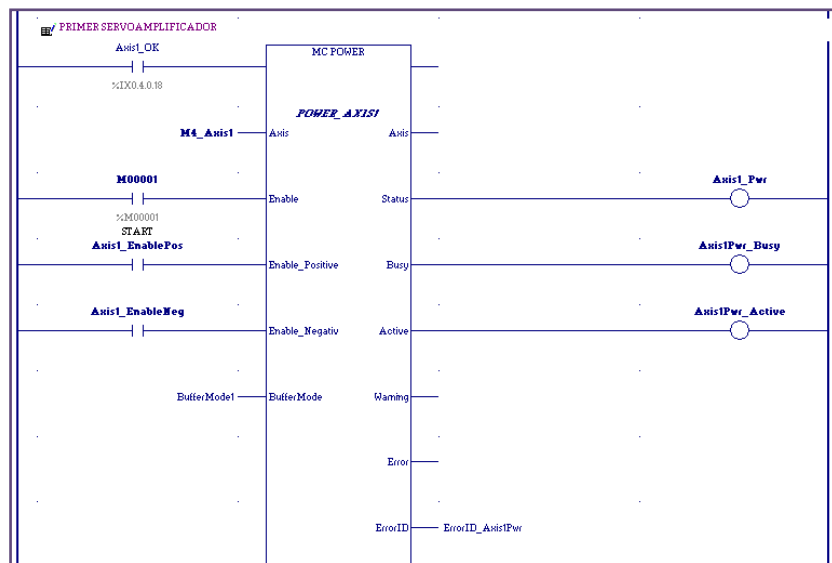 PRIMER SERVOAMPLIFICADOR
Axis1_OK
%IX0.4.0.18
MC POWER
POWER_AXIS1
M4_Axis1 Axis Axis
M00001
%M00001
START
Enable Status
Axis1_Pwr
Axis1_EnablePos
Enable_Positive Busy
Axis1Pwr_Busy
Axis1_EnableNeg
Enable_Negativ Active
Axis1Pwr_Active
BufferMode1 BufferMode Warning
Error
ErrorID ErrorID_Axis1Pwr